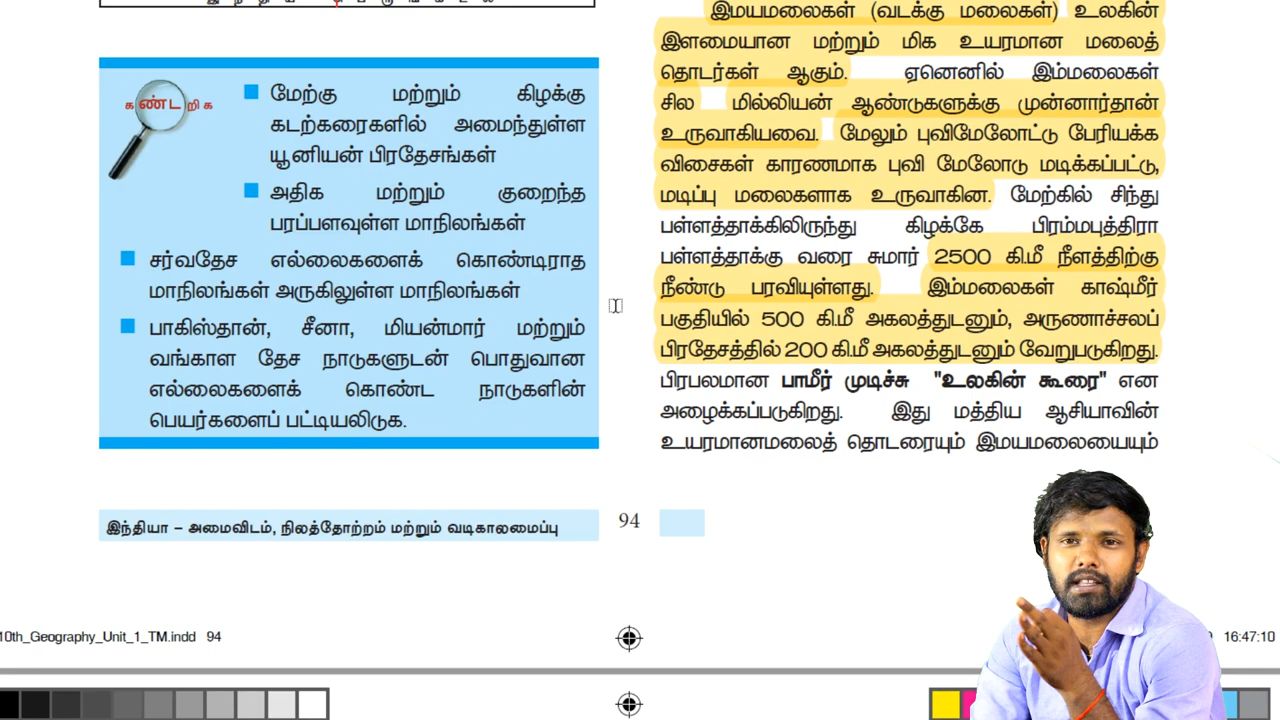 கண்டறிக
மேற்கு மற்றும் கிழக்கு
கடற்கரைகளில் அமைந்துள்ள
யூனியன் பிரதேசங்கள்
அதிக மற்றும் குறைந்த
பரப்பளவுள்ள மாநிலங்கள்
சர்வதேச எல்லைகளைக் கொண்டிராத
மாநிலங்கள் அருகிலுள்ள மாநிலங்கள்
பாகிஸ்தான், சீனா, மியன்மார் மற்றும்
வங்காள தேச நாடுகளுடன் பொதுவான
எல்லைகளைக் கொண்ட நாடுகளின்
பெயர்களைப் பட்டியலிடுக.
இமயமலைகள் (வடக்கு மலைகள்) உலகின்
இளமையான மற்றும் மிக உயரமான மலைத்
தொடர்கள் ஆகும். ஏனெனில் இம்மலைகள்
சில மில்லியன் ஆண்டுகளுக்கு முன்னார்தான்
உருவாகியவை. மேலும் புவிமேலோட்டு பேரியக்க
விசைகள் காரணமாக புவி மேலோடு மடிக்கப்பட்டு,
மடிப்பு மலைகளாக உருவாகின. மேற்கில் சிந்து
பள்ளத்தாக்கிலிருந்து கிழக்கே பிரம்மபுத்திரா
பள்ளத்தாக்கு வரை சுமார் 2500 கி.மீ நீளத்திற்கு
நீண்டு பரவியுள்ளது. இம்மலைகள் காஷ்மீர்
பகுதியில் 500 கி.மீ அகலத்துடனும், அருணாச்சலப்
பிரதேசத்தில் 200 கி.மீ அகலத்துடனும் வேறுபடுகிறது.
பிரபலமான பாமீர் முடிச்சு "உலகின் கூரை" என
அழைக்கப்படுகிறது. இது மத்திய ஆசியாவின்
உயரமானமலைத் தொடரையும் இமயமலையையும்
இந்தியா – அமைவிடம், நிலத்தோற்றம் மற்றும் வடிகாலமைப்பு
94
10th_Geography_Unit_1_TM.indd 94
16:47:10